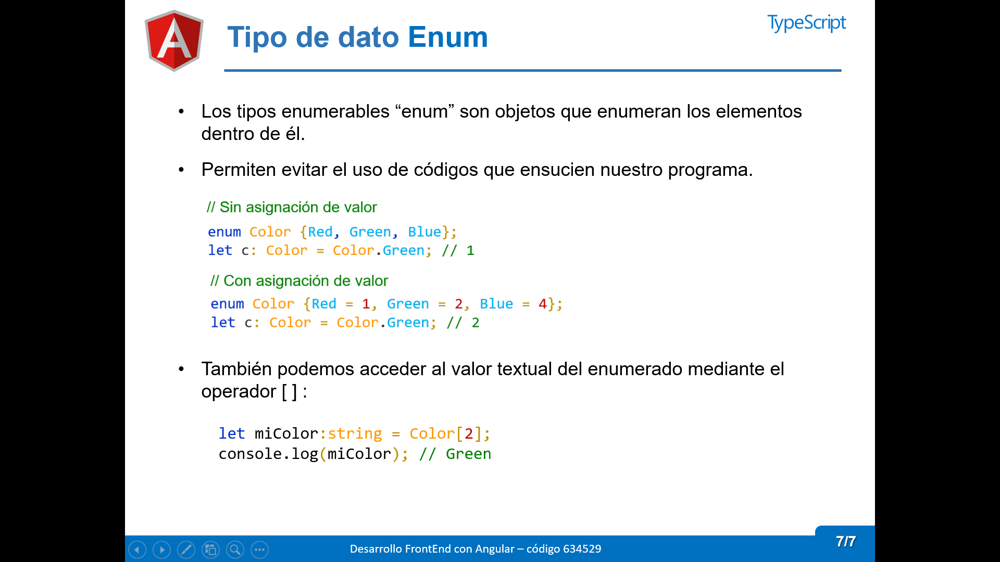 Tipo de dato Enum
TypeScript
• Los tipos enumerables “enum” son objetos que enumeran los elementos
dentro de él.
• Permiten evitar el uso de códigos que ensucien nuestro programa.
// Sin asignación de valor
enum Color {Red, Green, Blue};
let c: Color = Color.Green; // 1
// Con asignación de valor
enum Color {Red = 1, Green = 2, Blue = 4};
let c: Color = Color.Green; // 2
• También podemos acceder al valor textual del enumerado mediante el
operador [ ] :
let miColor:string = Color[2];
console.log(miColor); // Green
Desarrollo FrontEnd con Angular – código 634529
7/7